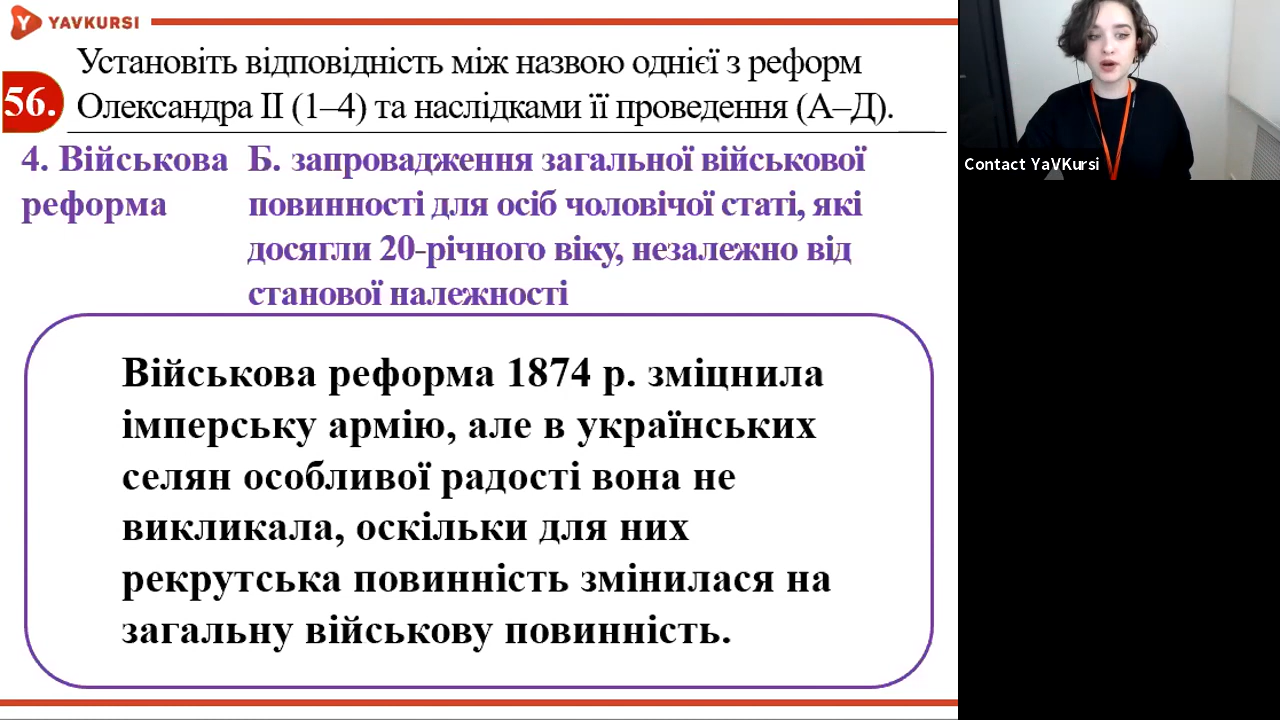 YAVKURSI
Установіть відповідність між назвою однієї з реформ
56.
Олександра ІІ (1–4) та наслідками її проведення (А–Д).
4. Військова реформа
Б. запровадження загальної військової
повинності для осіб чоловічої статі, які
досягли 20-річного віку, незалежно від
станової належності
Contact YaVKursi
Військова реформа 1874 р. зміцнила
імперську армію, але в українських
селян особливої радості вона не
викликала, оскільки для них
рекрутська повинність змінилася на
загальну військову повинність.